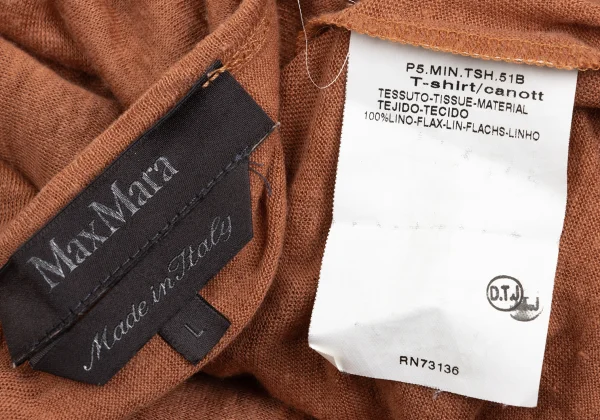 MaxMara
Made in Italy
L
P5.MIN.TSH.51B
T-shirt/canott
TESSUTO-TISSUE-MATERIAL
TEJIDO-TECIDO
100%LINO-FLAX-LIN-FLACHS-LINHO
D.T.J
T.J
RN73136